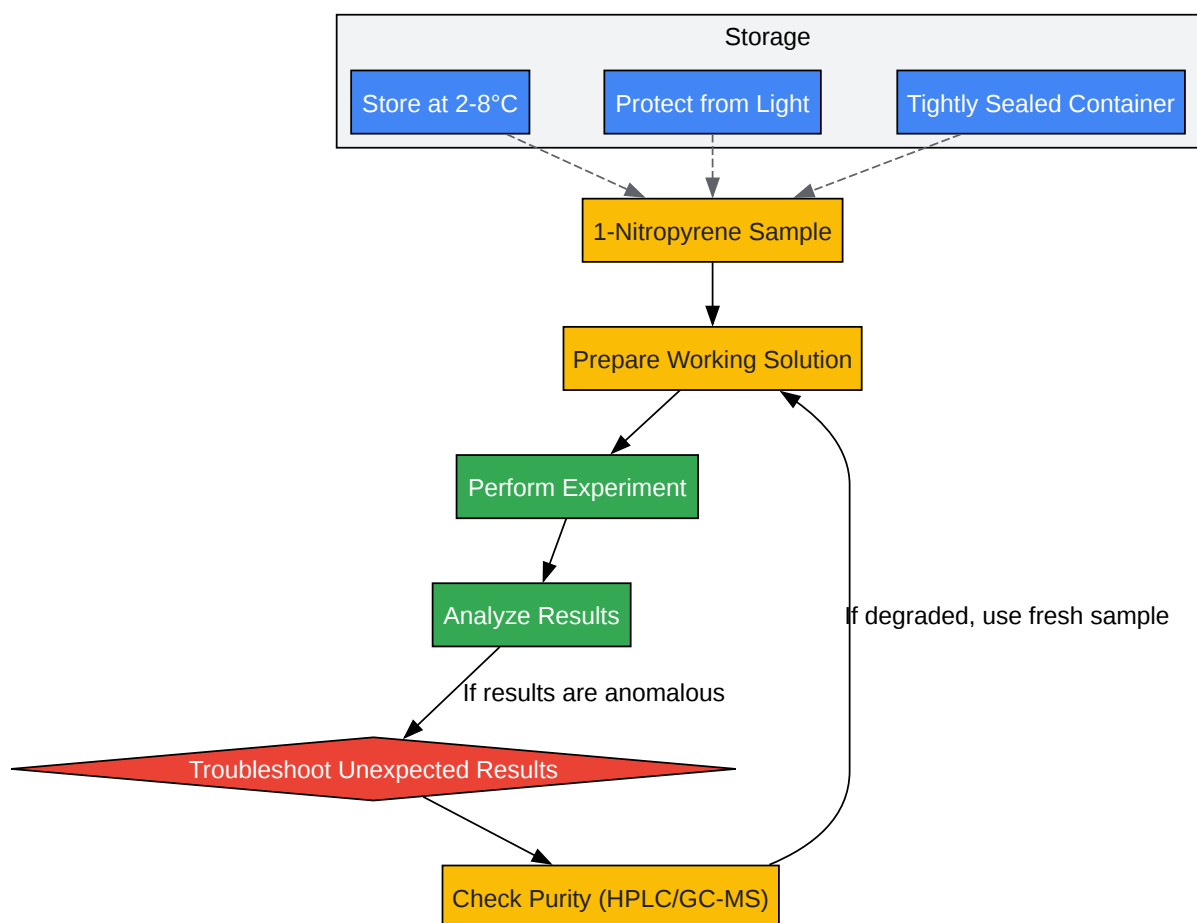 Storage
Store at 2-8°C
Protect from Light
Tightly Sealed Container
1-Nitropyrene Sample
Prepare Working Solution
Perform Experiment
Analyze Results
If degraded, use fresh sample
If results are anomalous
Troubleshoot Unexpected Results
Check Purity (HPLC/GC-MS)